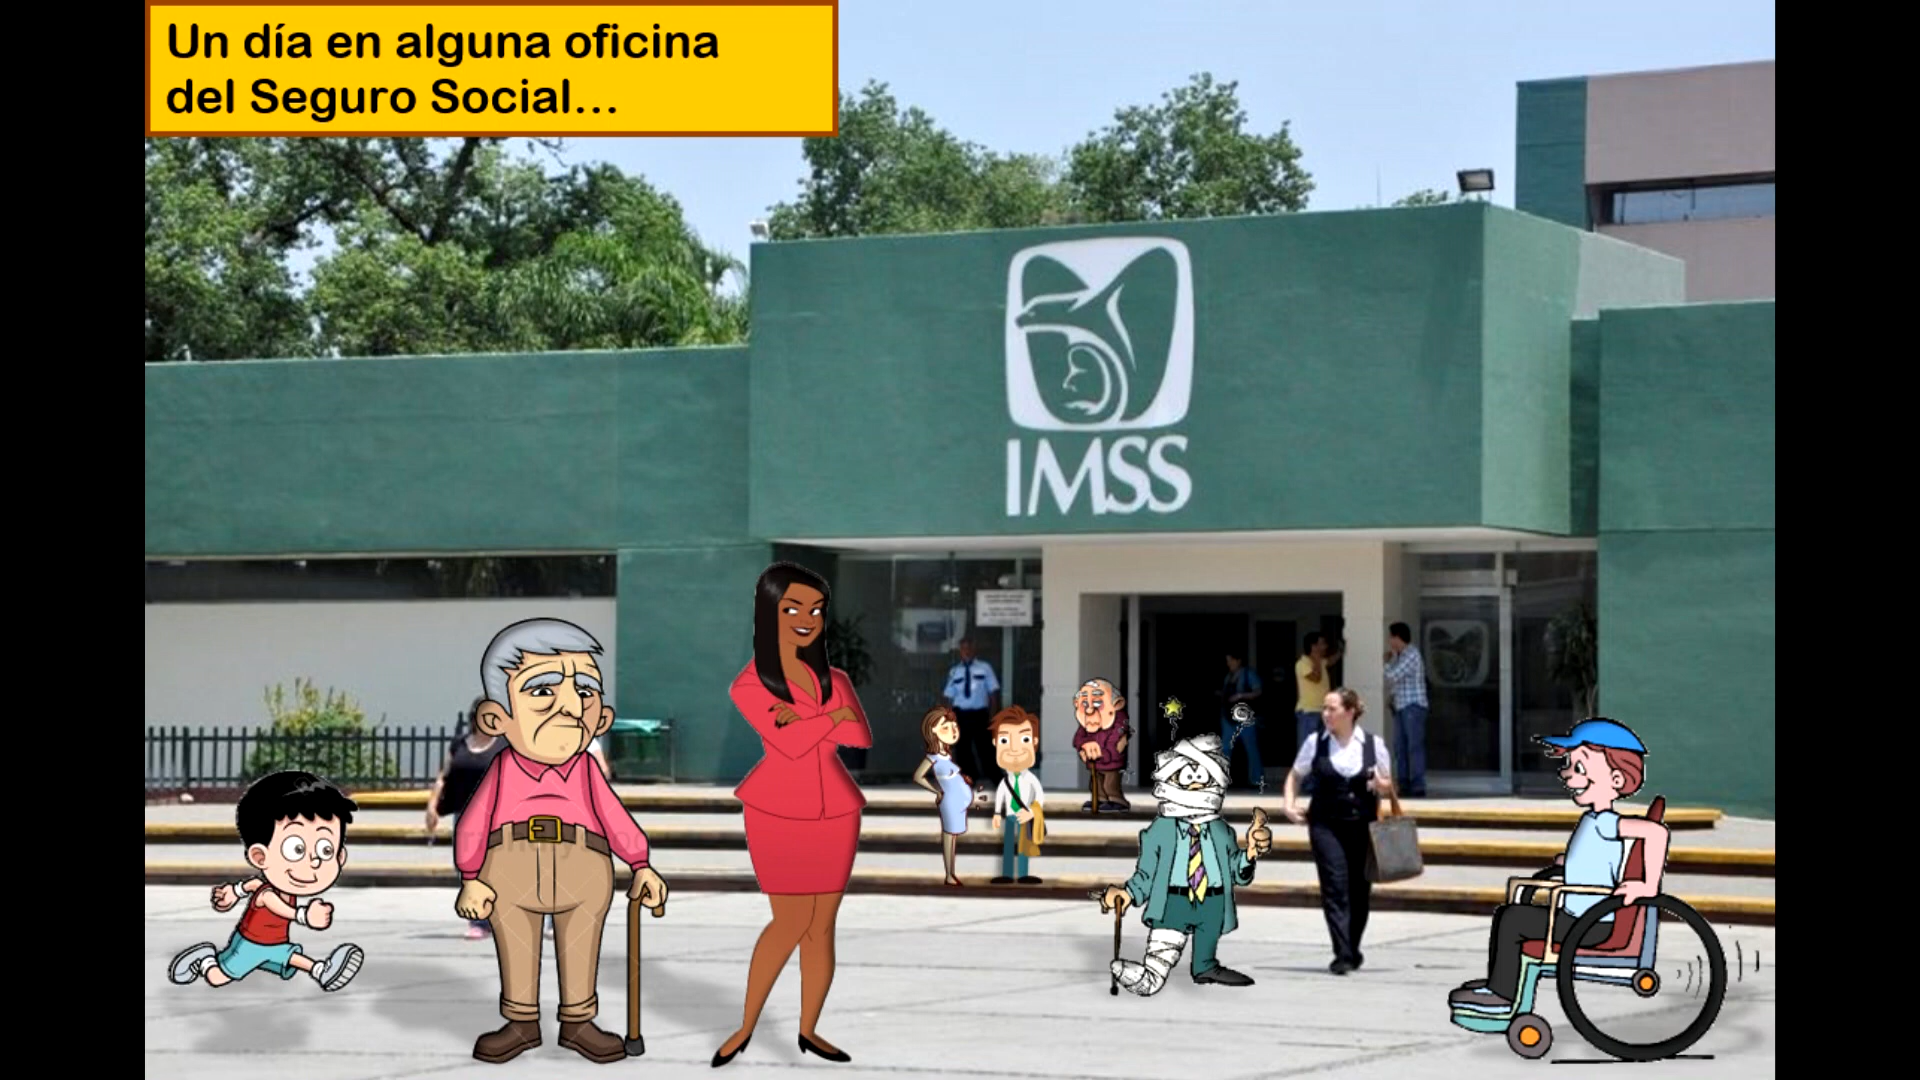 Un día en alguna oficina
del Seguro Social...
IMSS